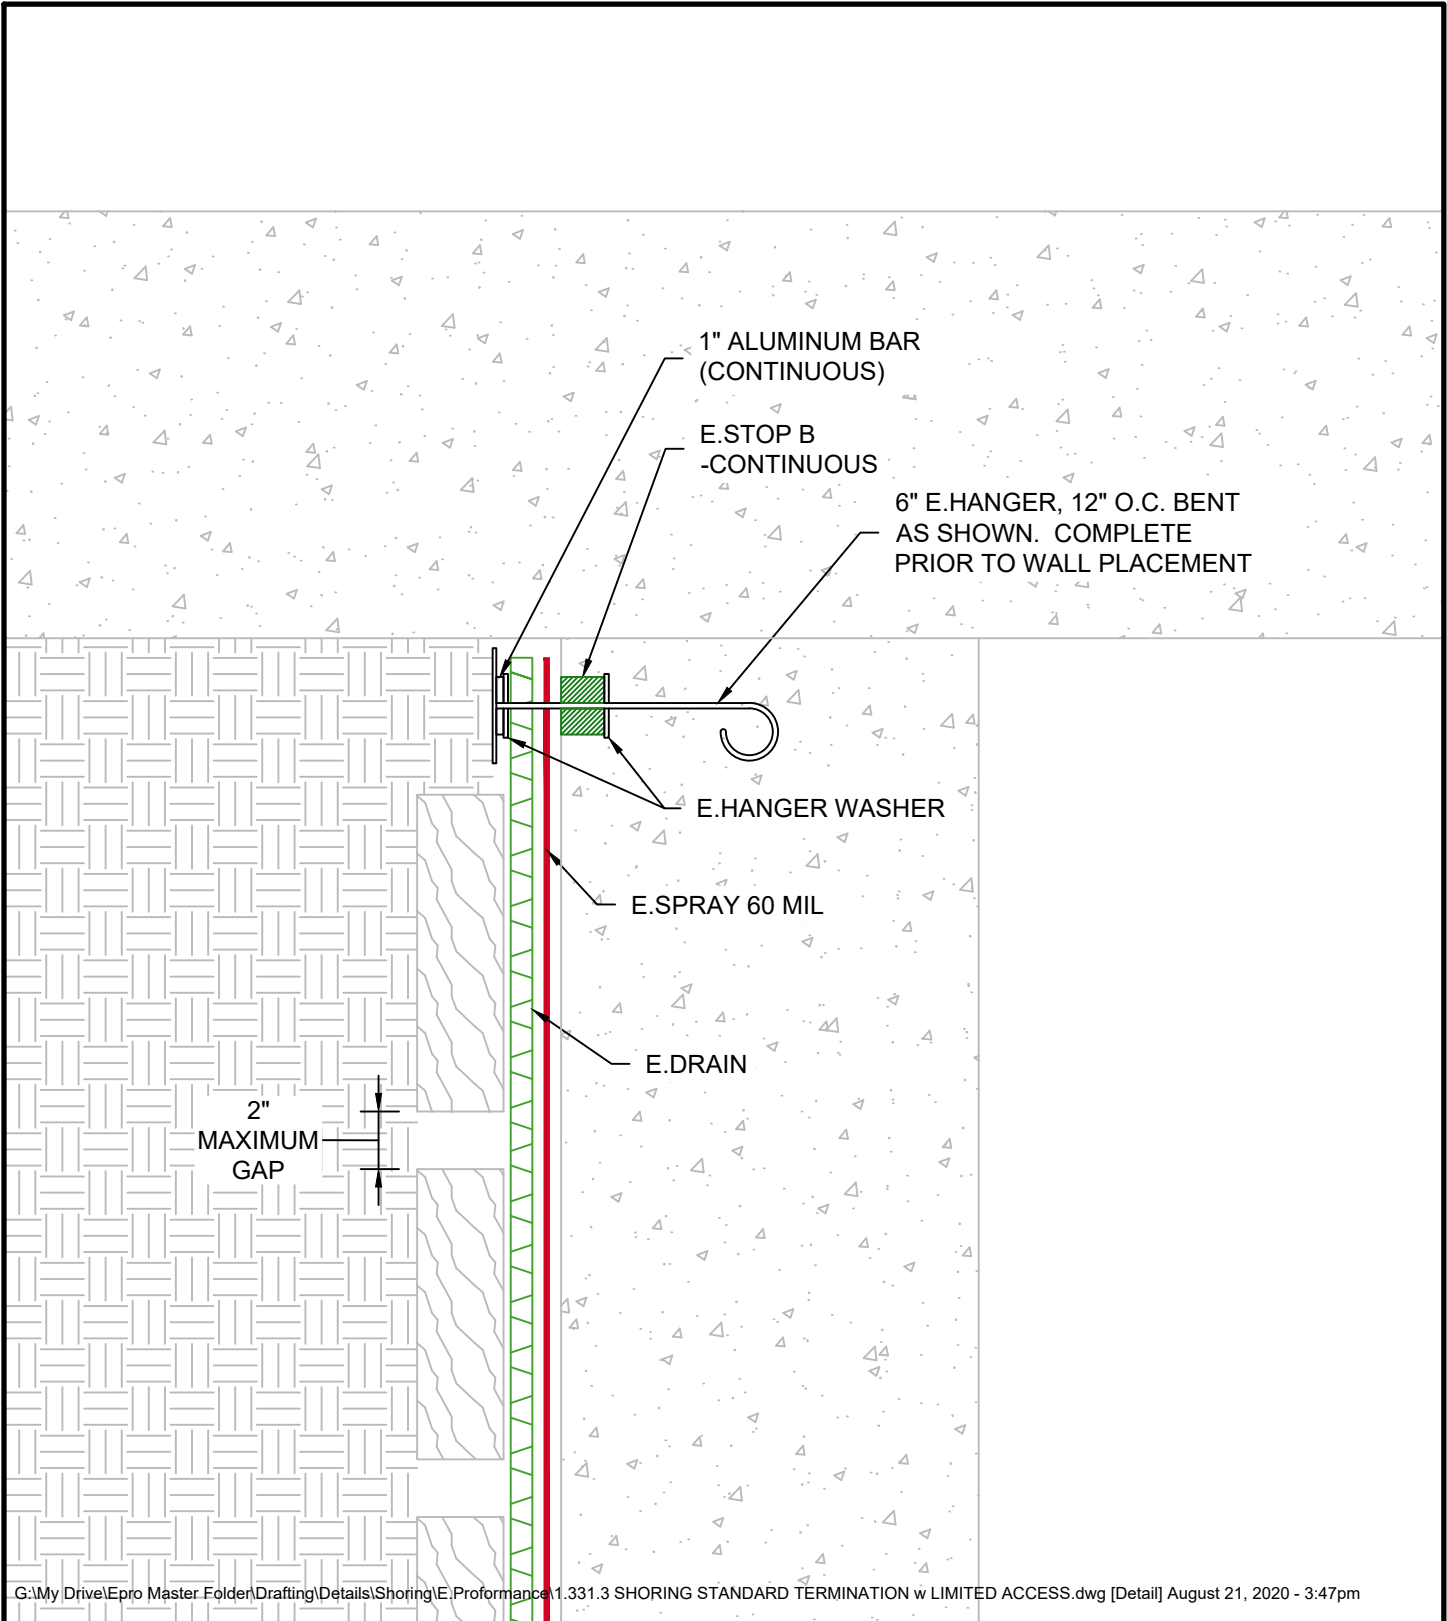 1" ALUMINUM BAR
(CONTINUOUS)
E.STOP B
-CONTINUOUS
6" E.HANGER, 12" O.C. BENT
AS SHOWN.  COMPLETE
PRIOR TO WALL PLACEMENT
E.HANGER WASHER
E.SPRAY 60 MIL
E.DRAIN
2"
MAXIMUM
GAP
G:\My Drive\Epro Master Folder\Drafting\Details\Shoring\E.Proformance\1.331.3 SHORING STANDARD TERMINATION w LIMITED ACCESS.dwg [Detail] August 21, 2020 - 3:47pm